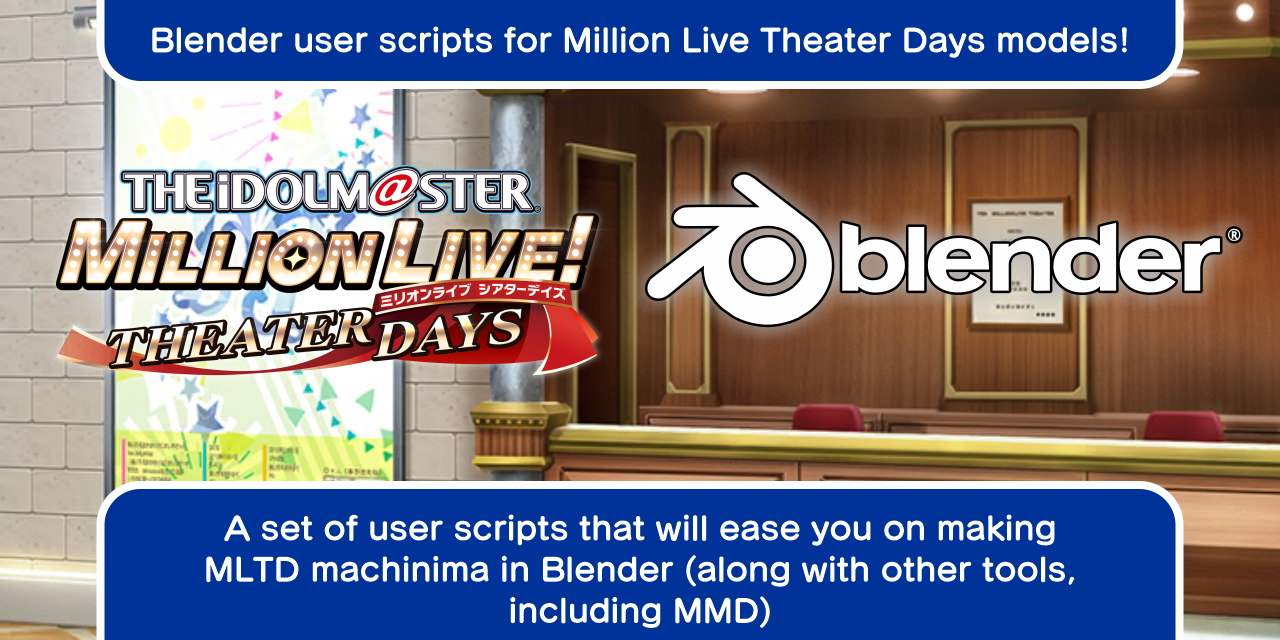 Blender user scripts for Million Live Theater Days models!
THE iDOLM@STER
MILLION LIVE!
ミリオンライブ シアターデイズ
THEATER DAYS
blender®
A set of user scripts that will ease you on making
MLTD machinima in Blender (along with other tools,
including MMD)